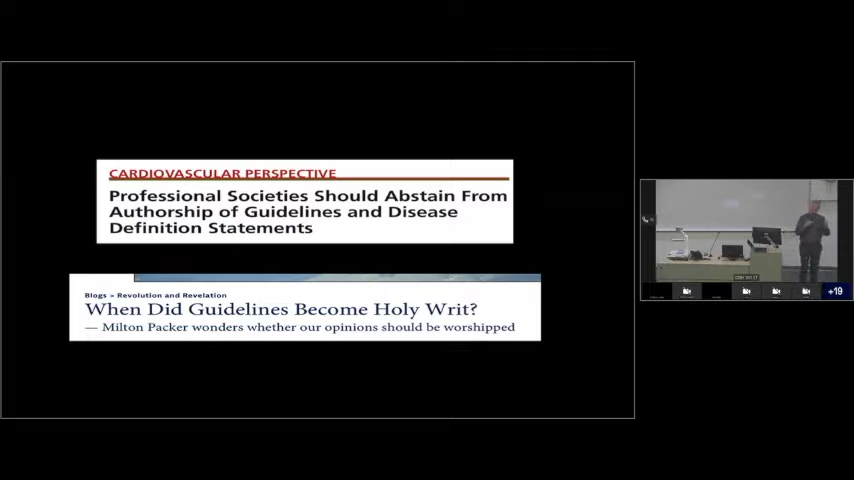 CARDIOVASCULAR PERSPECTIVE
Professional Societies Should Abstain From
Authorship of Guidelines and Disease
Definition Statements
Blogs > Revolution and Revelation
When Did Guidelines Become Holy Writ?
— Milton Packer wonders whether our opinions should be worshipped
+19